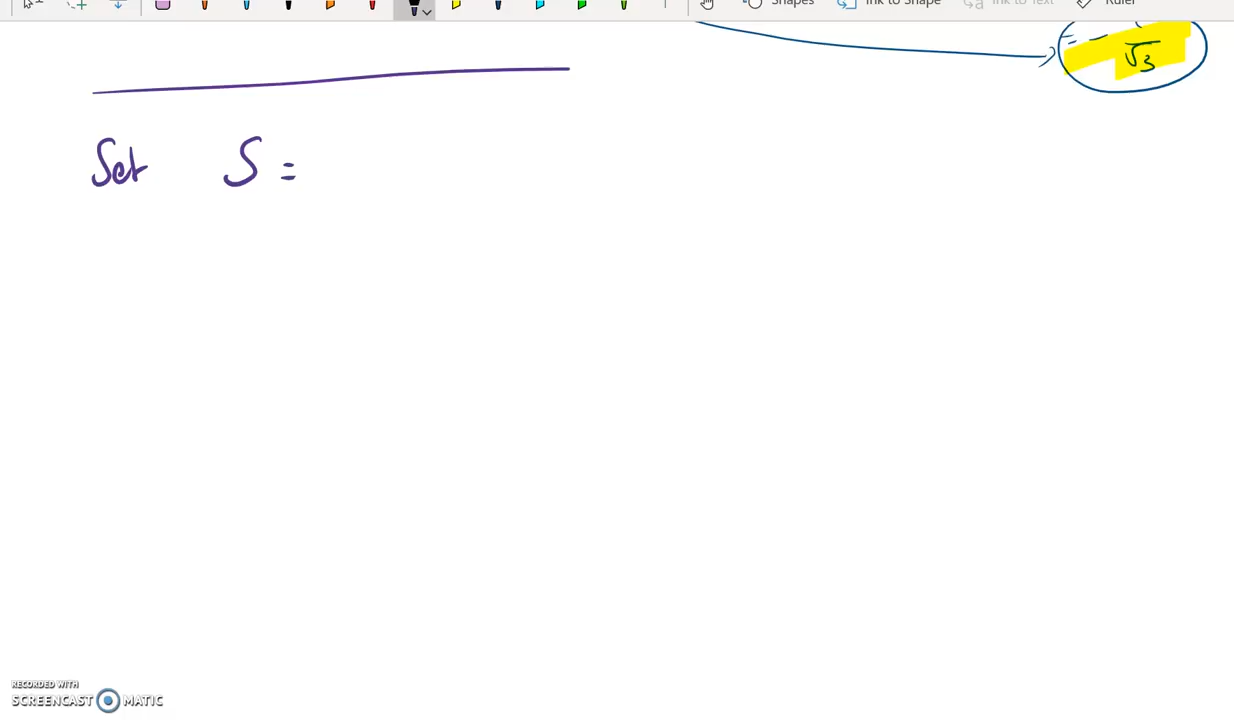 Shapes Ink to Shape Ink to Text Ruler
= -
√3
Set S =
RECORDED WITH
SCREENCAST MATIC